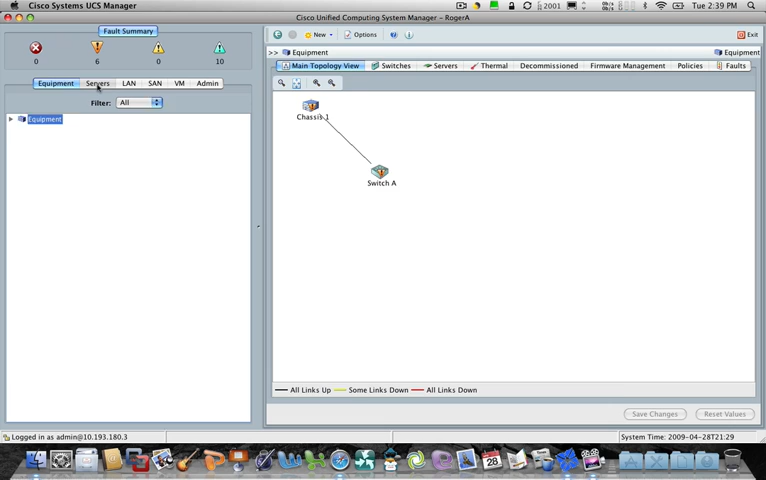 Cisco Systems UCS Manager
2001
Tue 2:39 PM
Cisco Unified Computing System Manager – RogerA
Fault Summary
0 6 0 10
Equipment Servers LAN SAN VM Admin
Filter: All
Equipment
New Options Exit
>> Equipment Equipment
Main Topology View Switches Servers Thermal Decommissioned Firmware Management Policies Faults
Chassis 1
Switch A
All Links Up Some Links Down All Links Down
Save Changes Reset Values
Logged in as admin@10.193.180.3 System Time: 2009-04-28T21:29
28